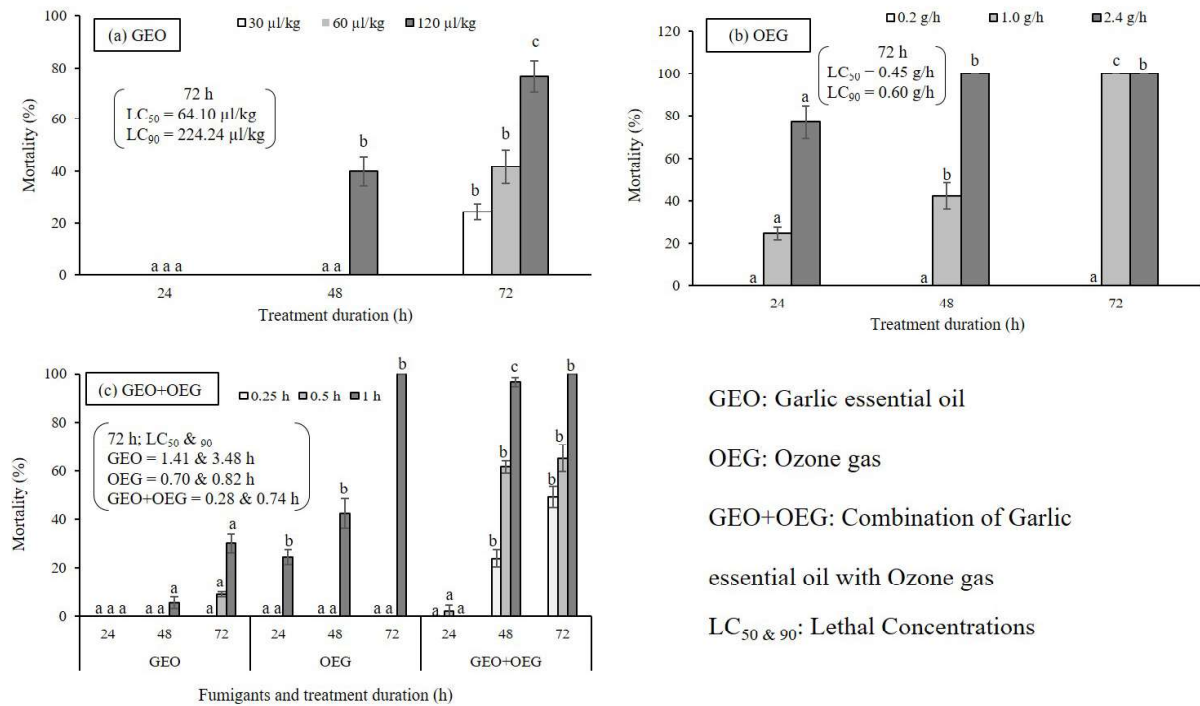 (a) GEO
30 µl/kg 60 µl/kg 120 µl/kg
72 h
LC50 = 64.10 µl/kg
LC90 = 224.24 µl/kg
Mortality (%)
100
80
60
40
20
0
a a a
a a
b
b
b
c
24 48 72
Treatment duration (h)
(b) OEG
0.2 g/h 1.0 g/h 2.4 g/h
72 h
LC50 = 0.45 g/h
LC90 = 0.60 g/h
Mortality (%)
120
100
80
60
40
20
0
a
a
a
a
b
b
a
c
b
24 48 72
Treatment duration (h)
(c) GEO+OEG
0.25 h 0.5 h 1 h
72 h; LC50 & 90
GEO = 1.41 & 3.48 h
OEG = 0.70 & 0.82 h
GEO+OEG = 0.28 & 0.74 h
Mortality (%)
100
80
60
40
20
0
a a a
a a a
a a a
a a b
a a b
a a b
a a a
b b c
b b b
24 48 72 24 48 72 24 48 72
GEO OEG GEO+OEG
Fumigants and treatment duration (h)
GEO: Garlic essential oil
OEG: Ozone gas
GEO+OEG: Combination of Garlic
essential oil with Ozone gas
LC50 & 90: Lethal Concentrations